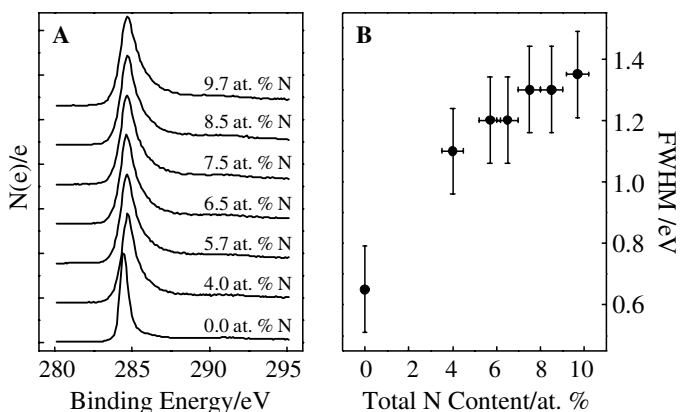 A
9.7 at. % N
8.5 at. % N
7.5 at. % N
6.5 at. % N
5.7 at. % N
4.0 at. % N
0.0 at. % N
N(e)/e
280 285 290 295
Binding Energy/eV
B
1.4
1.2
1.0
0.8
0.6
FWHM /eV
0 2 4 6 8 10
Total N Content/at. %